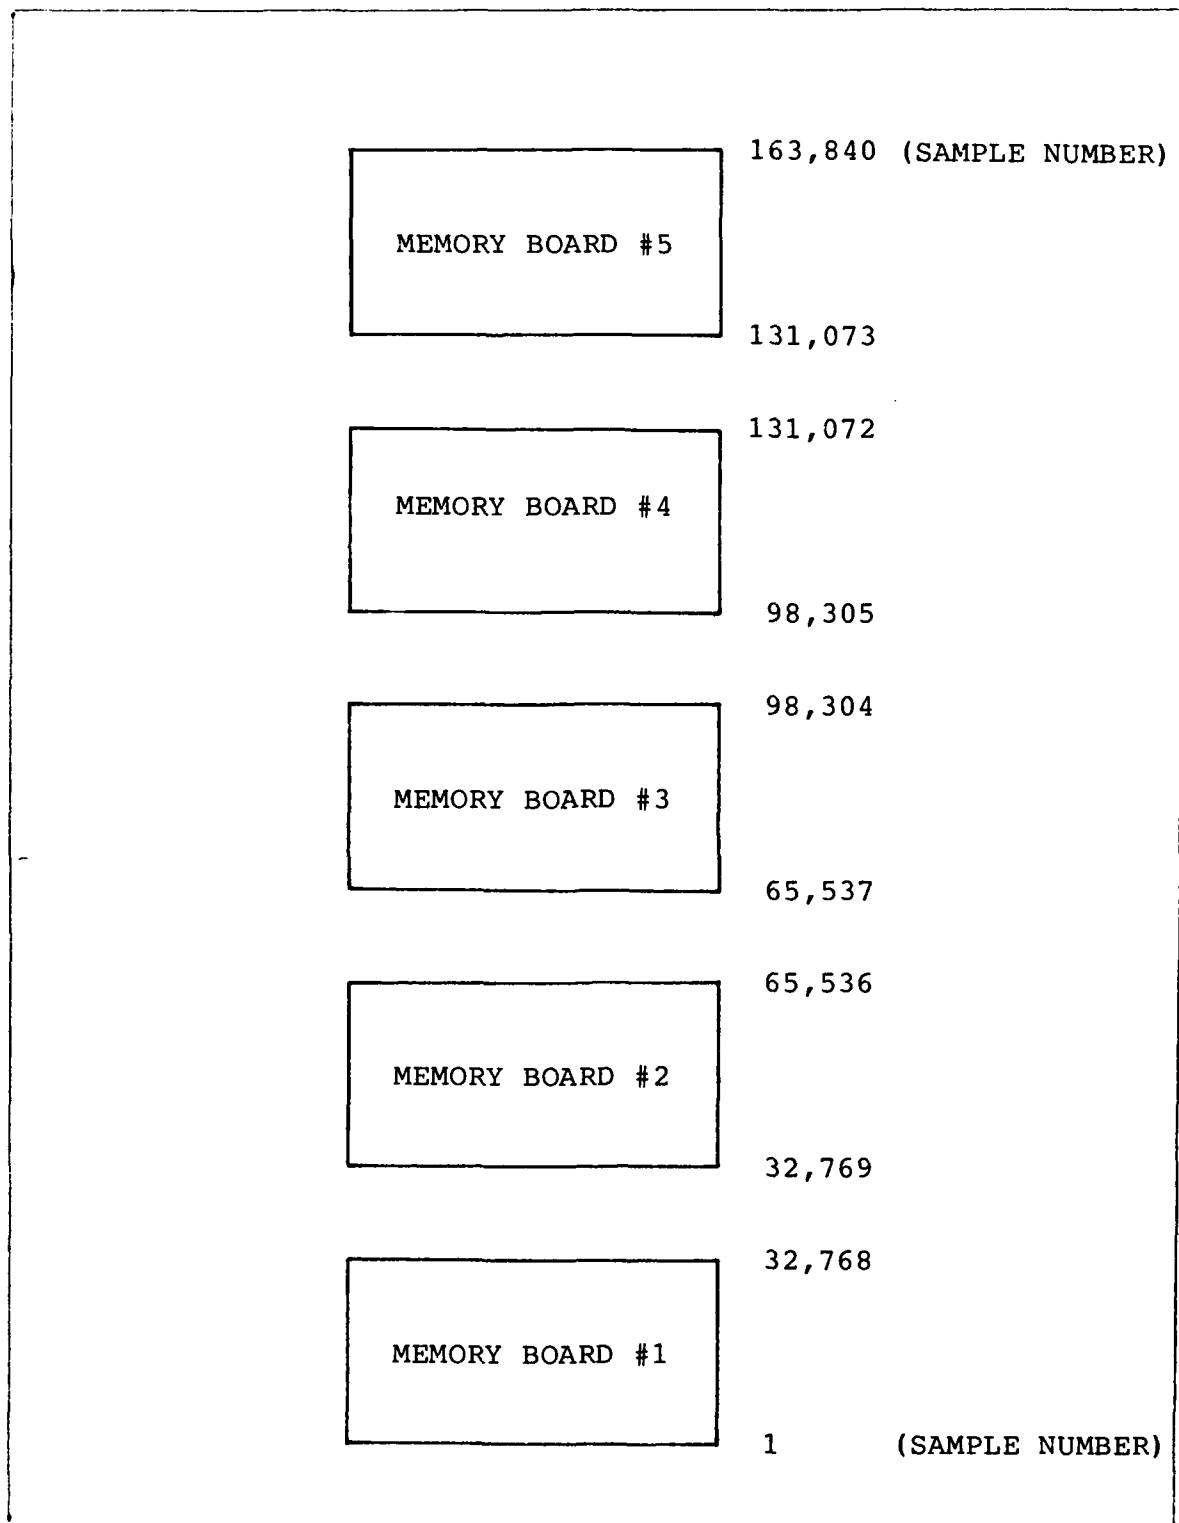 163,840 (SAMPLE NUMBER)
MEMORY BOARD #5
131,073
131,072
MEMORY BOARD #4
98,305
98,304
MEMORY BOARD #3
65,537
65,536
MEMORY BOARD #2
32,769
32,768
MEMORY BOARD #1
1 (SAMPLE NUMBER)